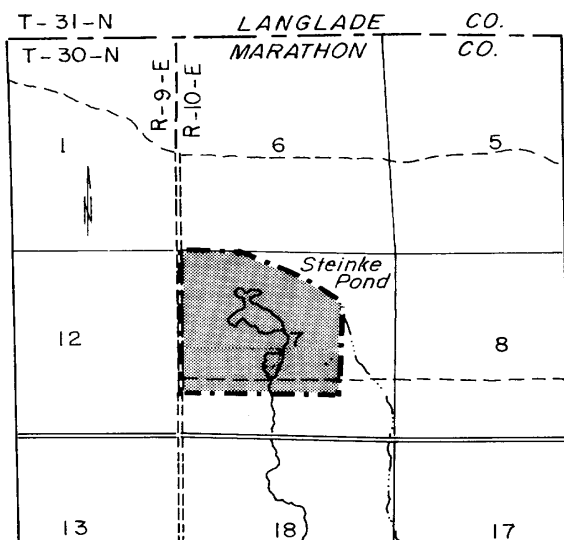 T-31-N LANGLADE CO.
T-30-N MARATHON CO.
R-9-E
R-10-E
1 6 5
N
Steinke
Pond
12 7 8
13 18 17